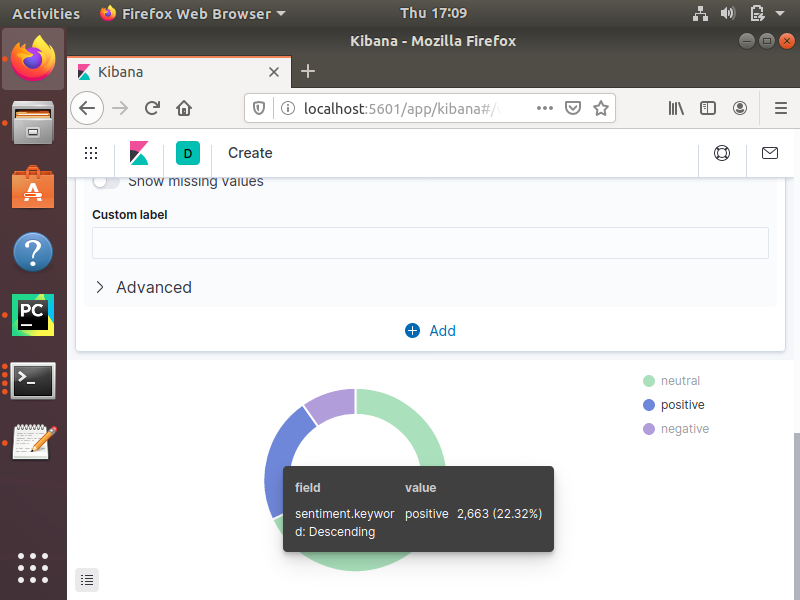 Activities
Firefox Web Browser
Thu 17:09
Kibana - Mozilla Firefox
Kibana
localhost:5601/app/kibana#/
D
Create
Show missing values
Custom label
Advanced
Add
neutral
positive
negative
field value
sentiment.keywor positive 2,663 (22.32%)
d: Descending
PC